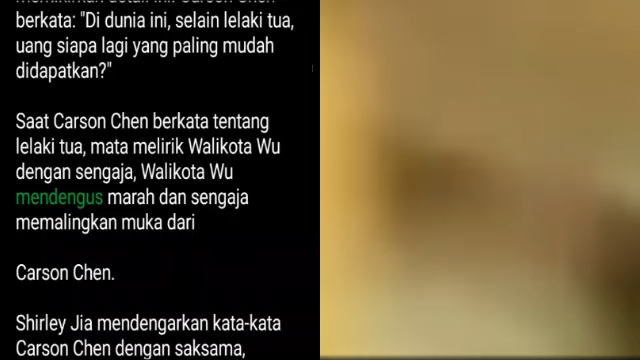 berkata: "Di dunia ini, selain lelaki tua,
uang siapa lagi yang paling mudah
didapatkan?"
Saat Carson Chen berkata tentang
lelaki tua, mata melirik Walikota Wu
dengan sengaja, Walikota Wu
mendengus marah dan sengaja
memalingkan muka dari
Carson Chen.
Shirley Jia mendengarkan kata-kata
Carson Chen dengan saksama,